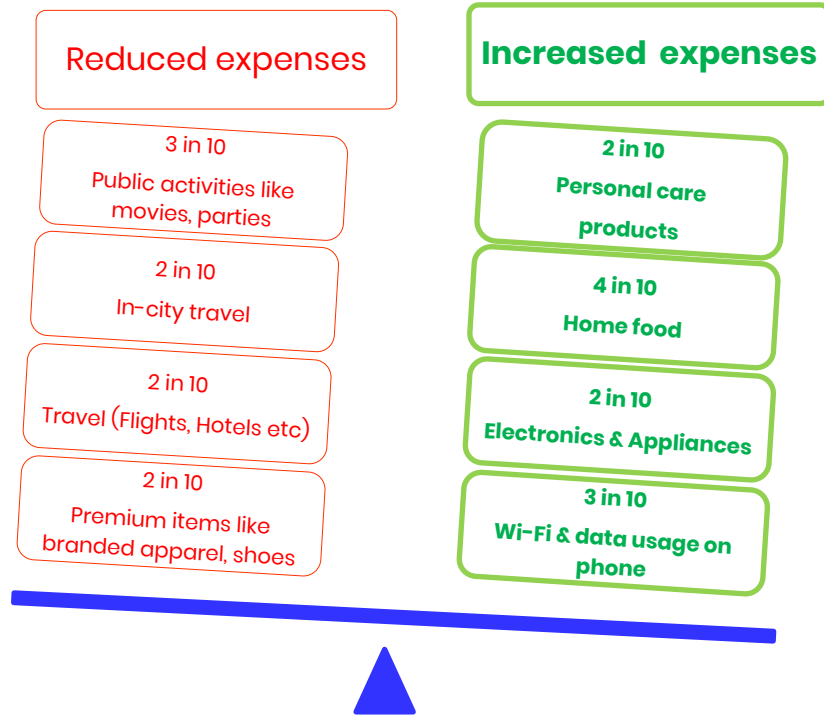 Reduced expenses
3 in 10
Public activities like
movies, parties
2 in 10
In-city travel
2 in 10
Travel (Flights, Hotels etc)
2 in 10
Premium items like
branded apparel, shoes
Increased expenses
2 in 10
Personal care
products
4 in 10
Home food
2 in 10
Electronics & Appliances
3 in 10
Wi-Fi & data usage on
phone